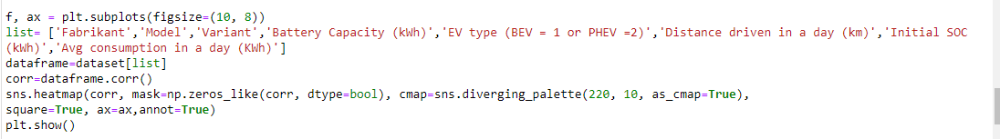 f, ax = plt.subplots(figsize=(10, 8))
list= ['Fabrikant','Model','Variant','Battery Capacity (kWh)','EV type (BEV = 1 or PHEV =2)','Distance driven in a day (km)','Initial SOC
(kWh)','Avg consumption in a day (KWh)']
dataframe=dataset[list]
corr=dataframe.corr()
sns.heatmap(corr, mask=np.zeros_like(corr, dtype=bool), cmap=sns.diverging_palette(220, 10, as_cmap=True),
square=True, ax=ax,annot=True)
plt.show()